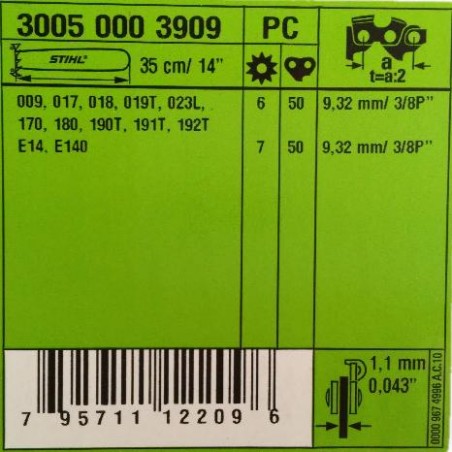 3005 000 3909 PC
STIHL® 35 cm/ 14" a
t=a:2
009, 017, 018, 019T, 023L, 6 50 9,32 mm/ 3/8P"
170, 180, 190T, 191T, 192T
E14, E140 7 50 9,32 mm/ 3/8P"
1,1 mm
0,043"
7 95711 12209 6
0000 967 4996 A.C.10